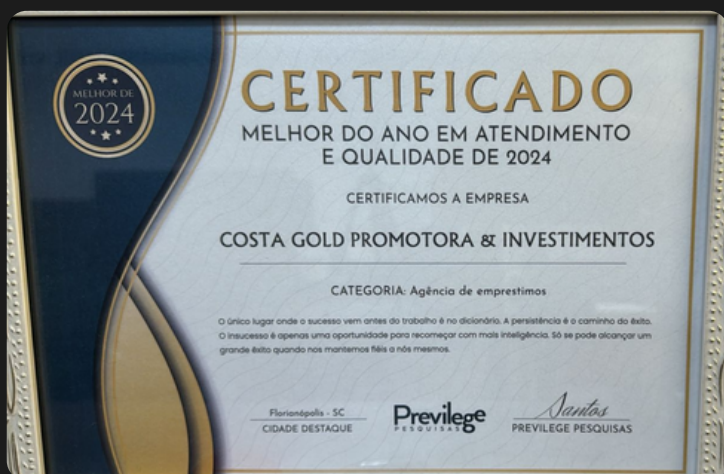 MELHOR DE
2024
CERTIFICADO
MELHOR DO ANO EM ATENDIMENTO
E QUALIDADE DE 2024
CERTIFICAMOS A EMPRESA
COSTA GOLD PROMOTORA & INVESTIMENTOS
CATEGORIA: Agência de emprestimos
O único lugar onde o sucesso vem antes do trabalho é no dicionário. A persistência é o caminho do êxito.
O insucesso é apenas uma oportunidade para recomeçar com mais inteligência. Só se pode alcançar um
grande êxito quando nos mantemos fiéis a nós mesmos.
Florianópolis - SC
CIDADE DESTAQUE
Previlege
PESQUISAS
Santos
PREVILEGE PESQUISAS